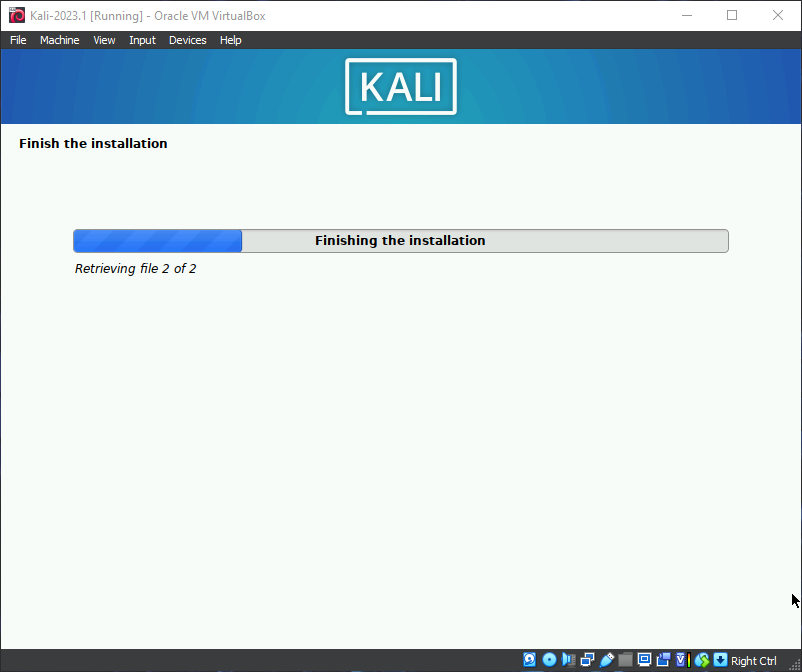 Kali-2023.1 [Running] - Oracle VM VirtualBox
File Machine View Input Devices Help
KALI
Finish the installation
Finishing the installation
Retrieving file 2 of 2
Right Ctrl